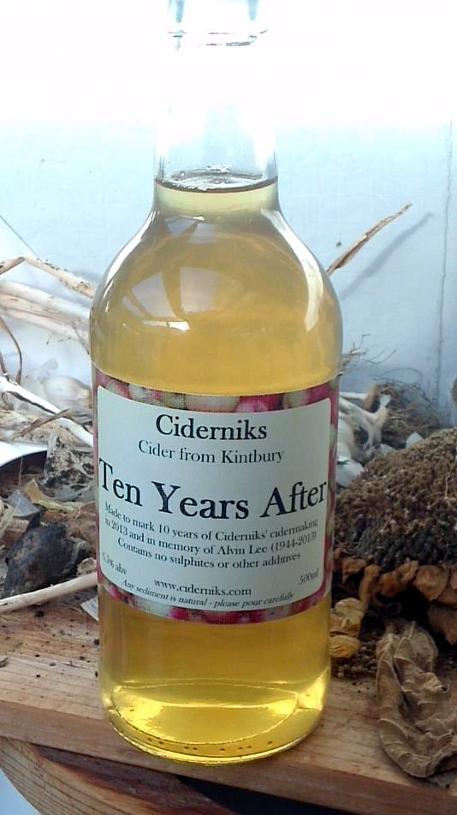 Ciderniks
Cider from Kintbury
Ten Years After
Made to mark 10 years of Ciderniks' cidermaking
in 2013 and in memory of Alvin Lee (1944-2013)
Contains no sulphites or other additives
abv
500ml
www.ciderniks.com
Any sediment is natural - please pour carefully